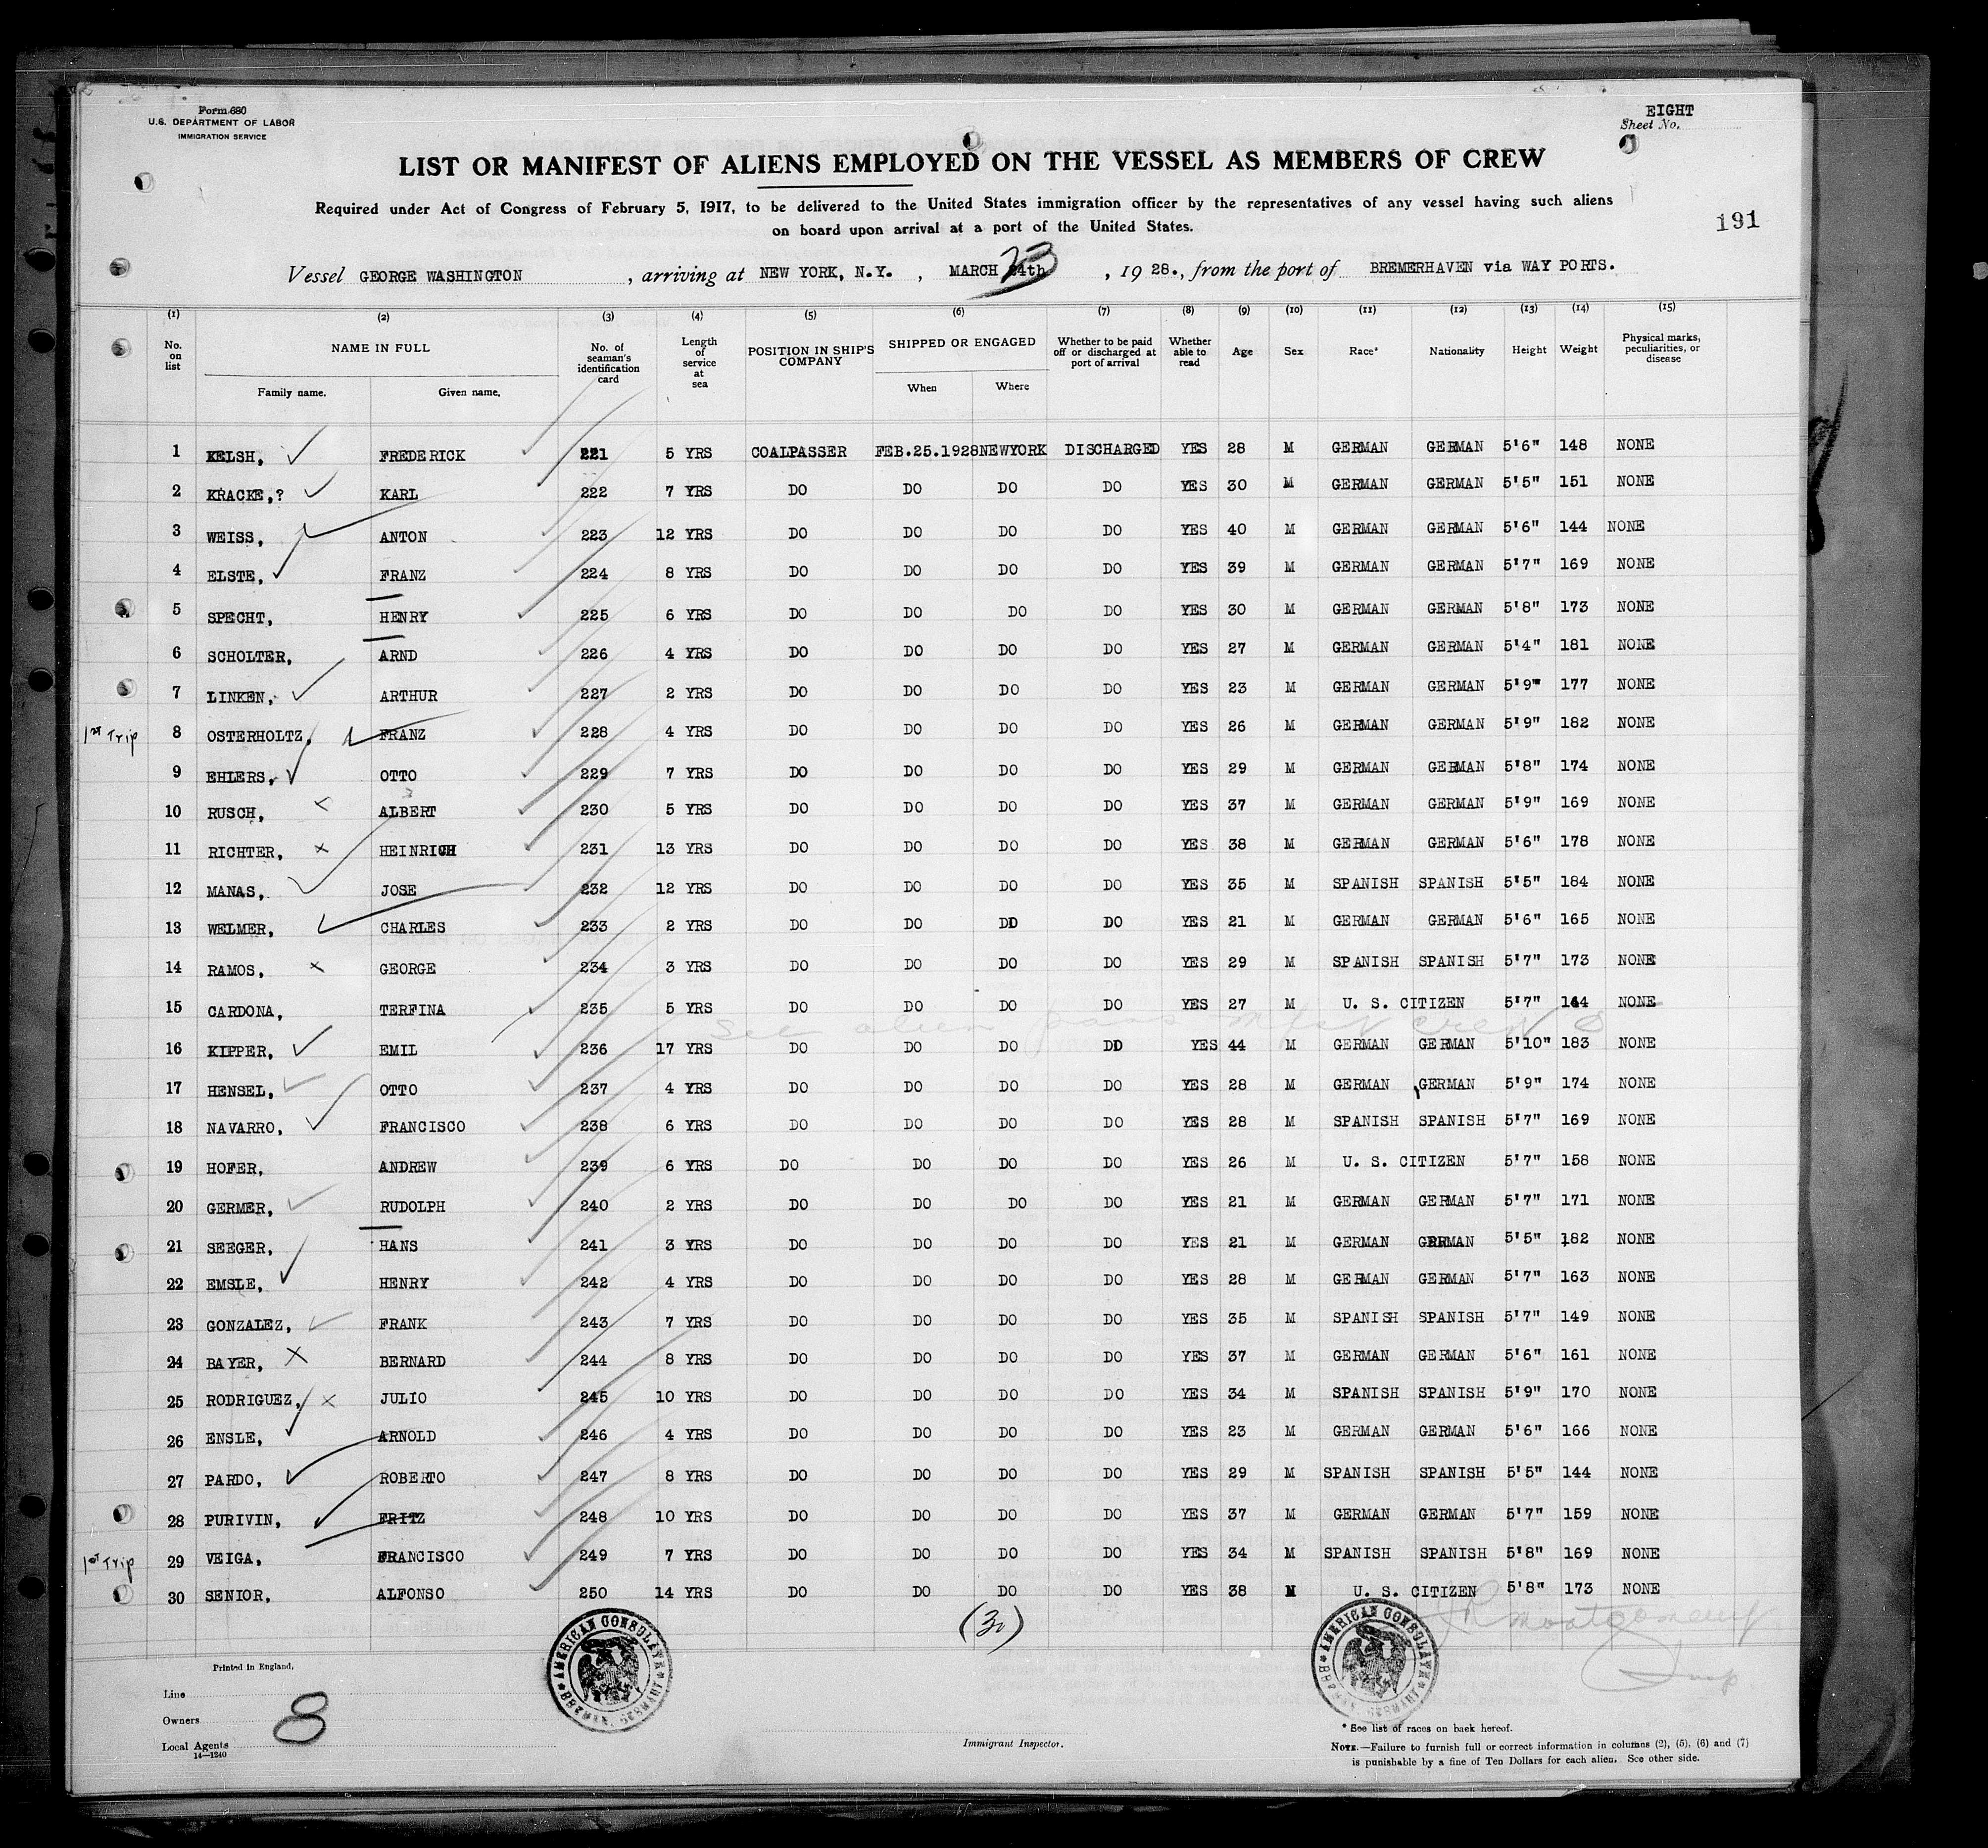 Form 680
U.S. DEPARTMENT OF LABOR
IMMIGRATION SERVICE
EIGHT
Sheet No.
LIST OR MANIFEST OF ALIENS EMPLOYED ON THE VESSEL AS MEMBERS OF CREW
Required under Act of Congress of February 5, 1917, to be delivered to the United States immigration officer by the representatives of any vessel having such aliens
on board upon arrival at a port of the United States.
191
Vessel GEORGE WASHINGTON , arriving at NEW YORK, N.Y. , MARCH 24th 23 , 19 28., from the port of BREMERHAVEN via WAY PORTS.
(1) (2) (3) (4) (5) (6) (7) (8) (9) (10) (11) (12) (13) (14) (15)
No. on list NAME IN FULL Family name. Given name. No. of seaman's identification card Length of service at sea POSITION IN SHIP'S COMPANY SHIPPED OR ENGAGED When Where Whether to be paid off or discharged at port of arrival Whether able to read Age Sex Race* Nationality Height Weight Physical marks, peculiarities, or disease
1 KELSH, FREDERICK 221 5 YRS COALPASSER FEB.25.1928 NEWYORK DISCHARGED YES 28 M GERMAN GERMAN 5'6" 148 NONE
2 KRACKE,? KARL 222 7 YRS DO DO DO DO YES 30 M GERMAN GERMAN 5'5" 151 NONE
3 WEISS, ANTON 223 12 YRS DO DO DO DO YES 40 M GERMAN GERMAN 5'6" 144 NONE
4 ELSTE, FRANZ 224 8 YRS DO DO DO DO YES 39 M GERMAN GERMAN 5'7" 169 NONE
5 SPECHT, HENRY 225 6 YRS DO DO DO DO YES 30 M GERMAN GERMAN 5'8" 173 NONE
6 SCHOLTER, ARND 226 4 YRS DO DO DO DO YES 27 M GERMAN GERMAN 5'4" 181 NONE
7 LINKEN, ARTHUR 227 2 YRS DO DO DO DO YES 23 M GERMAN GERMAN 5'9" 177 NONE
1st Trip 8 OSTERHOLTZ, FRANZ 228 4 YRS DO DO DO DO YES 26 M GERMAN GERMAN 5'9" 182 NONE
9 EHLERS, OTTO 229 7 YRS DO DO DO DO YES 29 M GERMAN GERMAN 5'8" 174 NONE
10 RUSCH, ALBERT 230 5 YRS DO DO DO DO YES 37 M GERMAN GERMAN 5'9" 169 NONE
11 RICHTER, HEINRICH 231 13 YRS DO DO DO DO YES 38 M GERMAN GERMAN 5'6" 178 NONE
12 MANAS, JOSE 232 12 YRS DO DO DO DO YES 35 M SPANISH SPANISH 5'5" 184 NONE
13 WELMER, CHARLES 233 2 YRS DO DO DD DO YES 21 M GERMAN GERMAN 5'6" 165 NONE
14 RAMOS, GEORGE 234 3 YRS DO DO DO DO YES 29 M SPANISH SPANISH 5'7" 173 NONE
15 CARDONA, TERFINA 235 5 YRS DO DO DO DO YES 27 M U. S. CITIZEN 5'7" 144 NONE
see alien pass
16 KIPPER, EMIL 236 17 YRS DO DO DO DD YES 44 M GERMAN GERMAN 5'10" 183 NONE
17 HENSEL, OTTO 237 4 YRS DO DO DO DO YES 28 M GERMAN GERMAN 5'9" 174 NONE
18 NAVARRO, FRANCISCO 238 6 YRS DO DO DO DO YES 28 M SPANISH SPANISH 5'7" 169 NONE
19 HOFER, ANDREW 239 6 YRS DO DO DO DO YES 26 M U. S. CITIZEN 5'7" 158 NONE
20 GERMER, RUDOLPH 240 2 YRS DO DO DO DO YES 21 M GERMAN GERMAN 5'7" 171 NONE
21 SEEGER, HANS 241 3 YRS DO DO DO DO YES 21 M GERMAN GERMAN 5'5" 182 NONE
22 EMSLE, HENRY 242 4 YRS DO DO DO DO YES 28 M GERMAN GERMAN 5'7" 163 NONE
23 GONZALEZ, FRANK 243 7 YRS DO DO DO DO YES 35 M SPANISH SPANISH 5'7" 149 NONE
24 BAYER, BERNARD 244 8 YRS DO DO DO DO YES 37 M GERMAN GERMAN 5'6" 161 NONE
25 RODRIGUEZ, JULIO 245 10 YRS DO DO DO DO YES 34 M SPANISH SPANISH 5'9" 170 NONE
26 ENSLE, ARNOLD 246 4 YRS DO DO DO DO YES 23 M GERMAN GERMAN 5'6" 166 NONE
27 PARDO, ROBERTO 247 8 YRS DO DO DO DO YES 29 M SPANISH SPANISH 5'5" 144 NONE
28 PURIVIN, FRITZ 248 10 YRS DO DO DO DO YES 37 M GERMAN GERMAN 5'7" 159 NONE
1st Trip 29 VEIGA, FRANCISCO 249 7 YRS DO DO DO DO YES 34 M SPANISH SPANISH 5'8" 169 NONE
30 SENIOR, ALFONSO 250 14 YRS DO DO DO DO YES 38 M U. S. CITIZEN 5'8" 173 NONE
(30)
Montgomery
Insp
AMERICAN CONSULATE BREMEN, GERMANY
AMERICAN CONSULATE BREMEN, GERMANY
Printed in England.
Line
Owners
Local Agents
14—1240
8
Immigrant Inspector.
* See list of races on back hereof.
NOTE.—Failure to furnish full or correct information in columns (2), (5), (6) and (7)
is punishable by a fine of Ten Dollars for each alien. See other side.